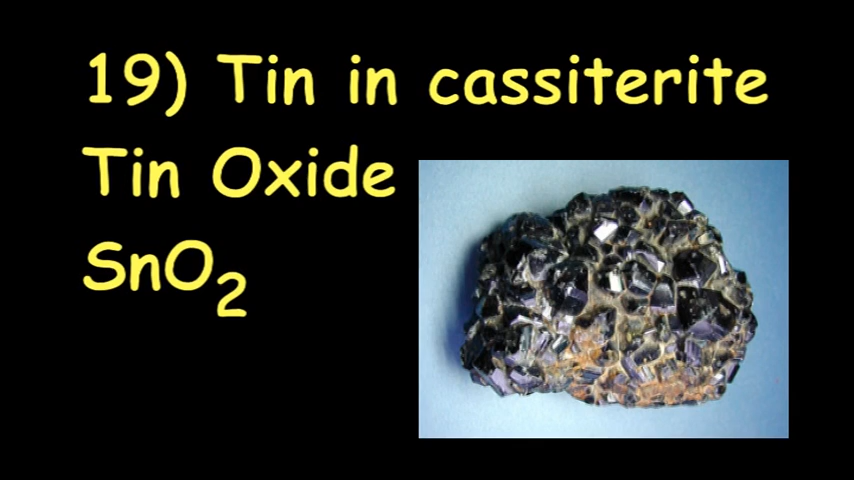 19) Tin in cassiterite
Tin Oxide
SnO₂